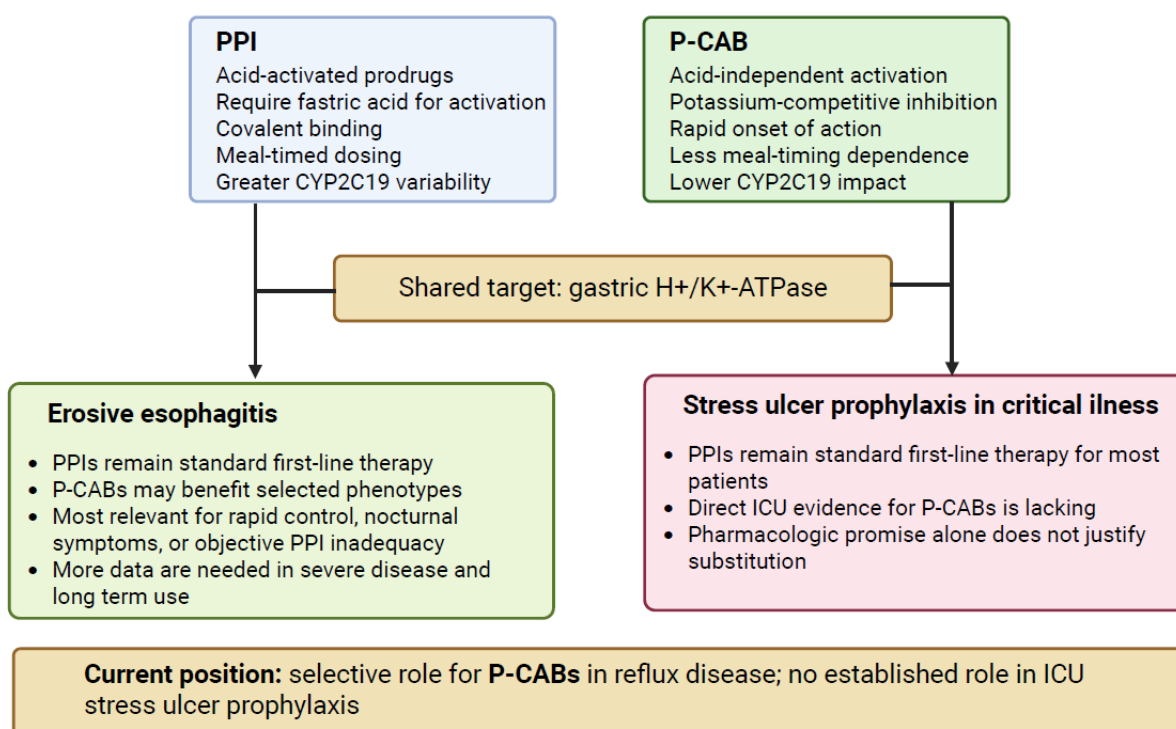 PPI
Acid-activated prodrugs
Require fastric acid for activation
Covalent binding
Meal-timed dosing
Greater CYP2C19 variability
P-CAB
Acid-independent activation
Potassium-competitive inhibition
Rapid onset of action
Less meal-timing dependence
Lower CYP2C19 impact
Shared target: gastric H+/K+-ATPase
Erosive esophagitis
• PPIs remain standard first-line therapy
• P-CABs may benefit selected phenotypes
• Most relevant for rapid control, nocturnal
symptoms, or objective PPI inadequacy
• More data are needed in severe disease and
long term use
Stress ulcer prophylaxis in critical ilness
• PPIs remain standard first-line therapy for most
patients
• Direct ICU evidence for P-CABs is lacking
• Pharmacologic promise alone does not justify
substitution
Current position: selective role for P-CABs in reflux disease; no established role in ICU
stress ulcer prophylaxis